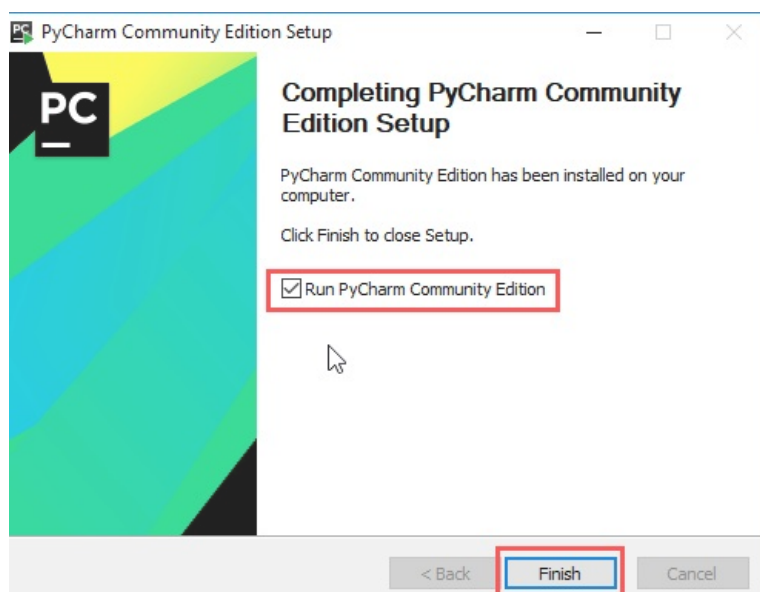 PyCharm Community Edition Setup
PC
Completing PyCharm Community
Edition Setup
PyCharm Community Edition has been installed on your
computer.
Click Finish to close Setup.
Run PyCharm Community Edition
< Back Finish Cancel